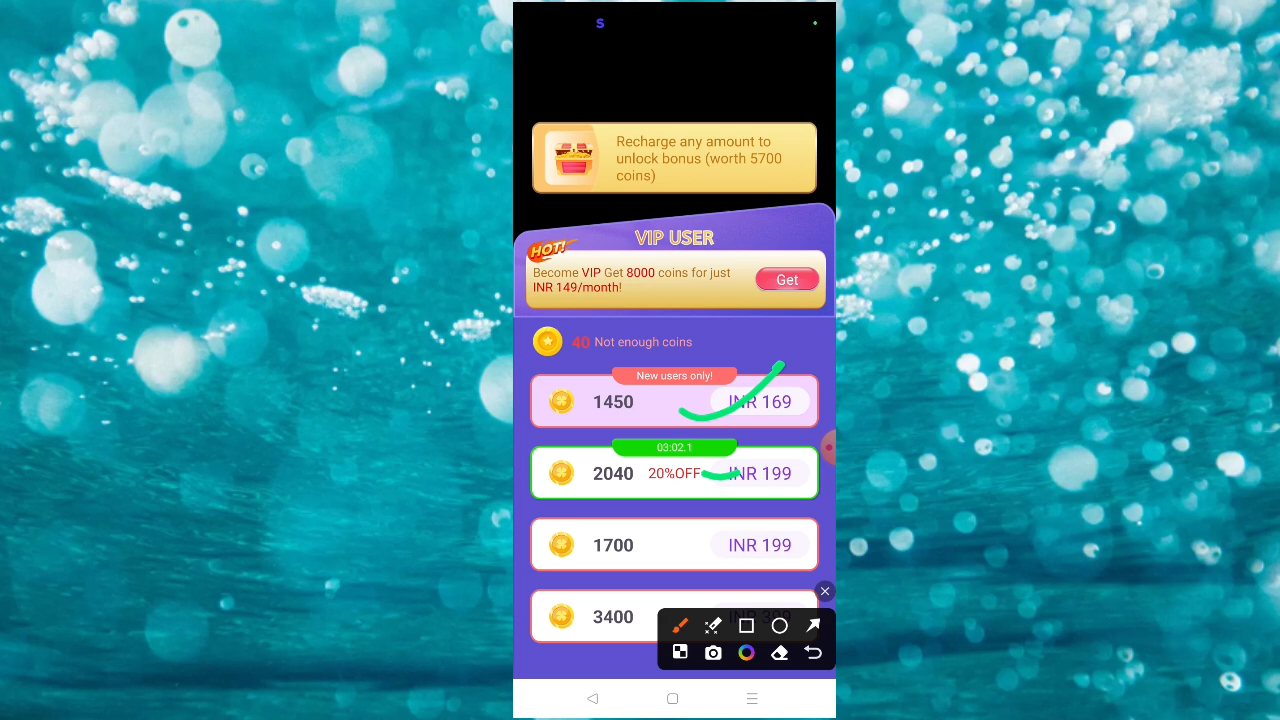 S
Recharge any amount to
unlock bonus (worth 5700
coins)
VIP USER
HOT!
Become VIP Get 8000 coins for just
INR 149/month!
Get
40 Not enough coins
New users only!
1450 INR 169
03:02.1
2040 20%OFF INR 199
1700 INR 199
3400